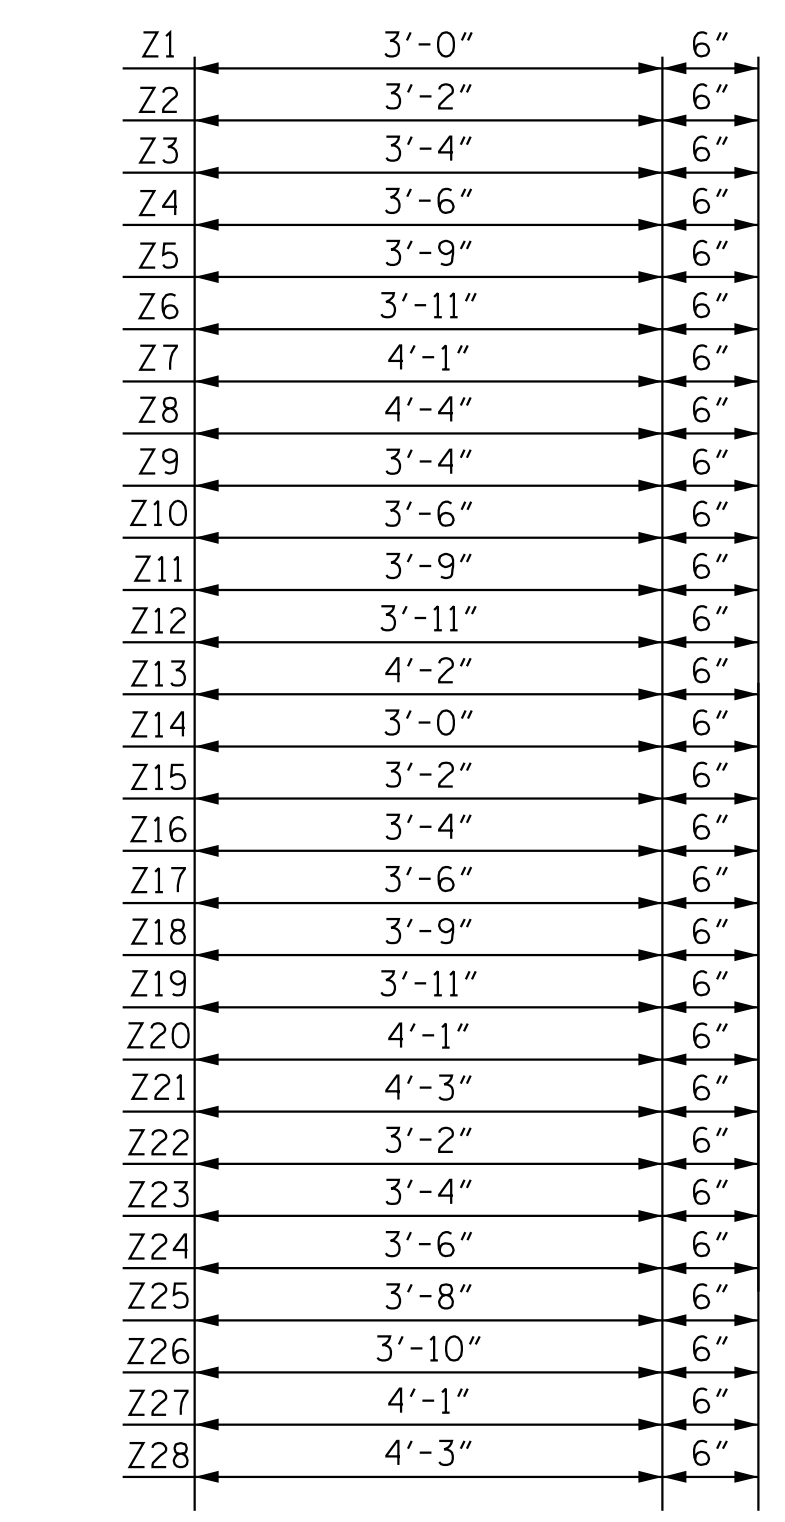 Z1 3'-0" 6"
Z2 3'-2" 6"
Z3 3'-4" 6"
Z4 3'-6" 6"
Z5 3'-9" 6"
Z6 3'-11" 6"
Z7 4'-1" 6"
Z8 4'-4" 6"
Z9 3'-4" 6"
Z10 3'-6" 6"
Z11 3'-9" 6"
Z12 3'-11" 6"
Z13 4'-2" 6"
Z14 3'-0" 6"
Z15 3'-2" 6"
Z16 3'-4" 6"
Z17 3'-6" 6"
Z18 3'-9" 6"
Z19 3'-11" 6"
Z20 4'-1" 6"
Z21 4'-3" 6"
Z22 3'-2" 6"
Z23 3'-4" 6"
Z24 3'-6" 6"
Z25 3'-8" 6"
Z26 3'-10" 6"
Z27 4'-1" 6"
Z28 4'-3" 6"